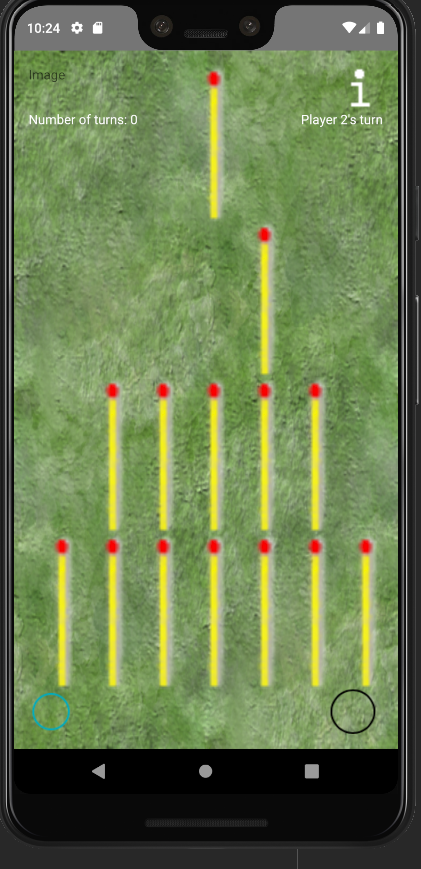 10:24
Image
Number of turns: 0
Player 2's turn